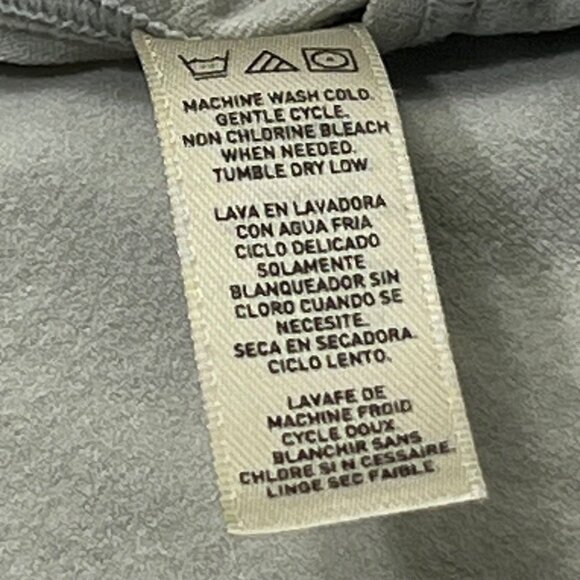 MACHINE WASH COLD.
GENTLE CYCLE.
NON CHLORINE BLEACH
WHEN NEEDED.
TUMBLE DRY LOW.
LAVA EN LAVADORA
CON AGUA FRIA
CICLO DELICADO
SOLAMENTE
BLANQUEADOR SIN
CLORO CUANDO SE
NECESITE.
SECA EN SECADORA.
CICLO LENTO.
LAVAFE DE
MACHINE FROID
CYCLE DOUX
BLANCHIR SANS
CHLORE SI N CESSAIRE.
LINGE SEC FAIBLE